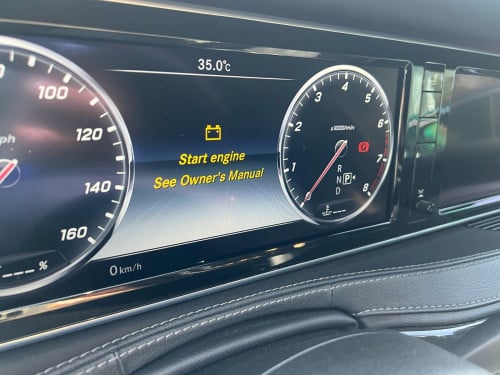 35.0°C
100
120
140
160
ph
Start engine
See Owner's Manual
1
2
3
4
5
6
7
8
x1000/min
R
N
D
P
_ _ _ %
_ _ _
0 km/h